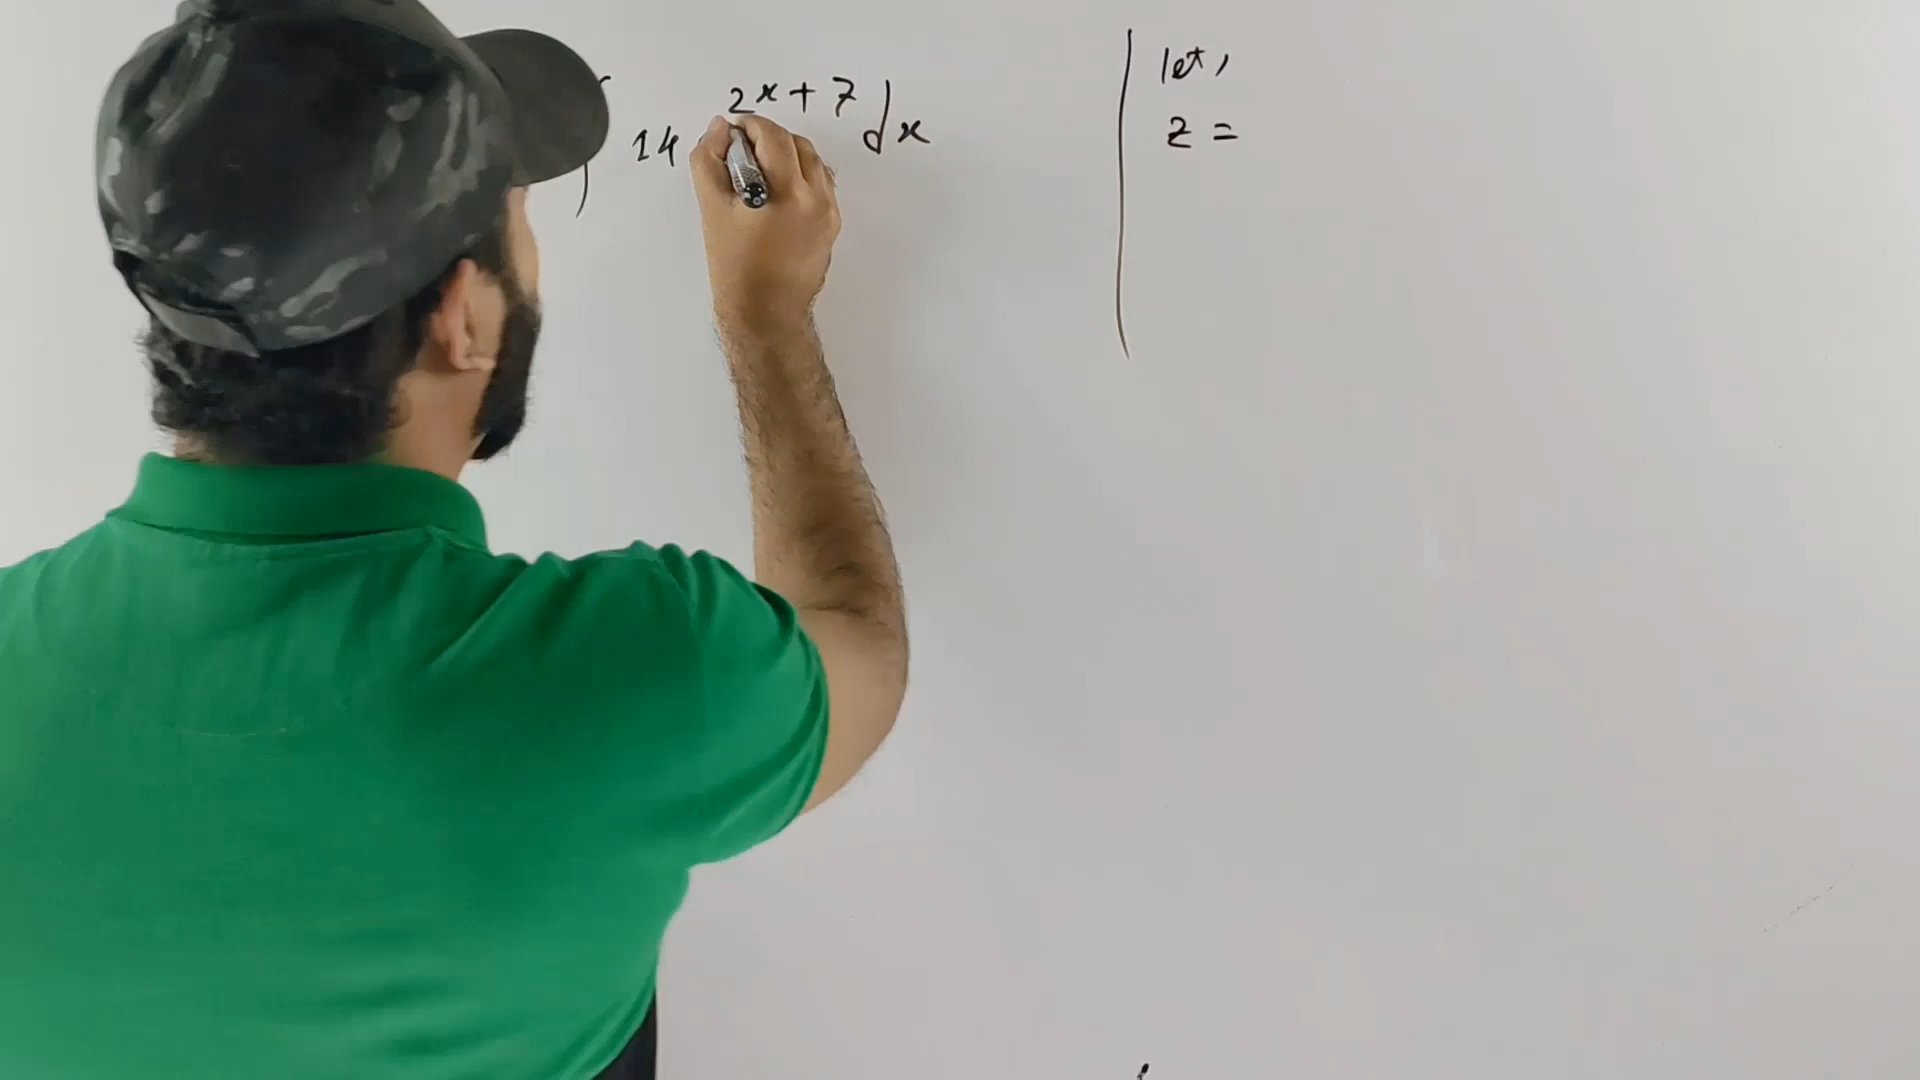 ∫ 14 2x+7 dx
let,
z =